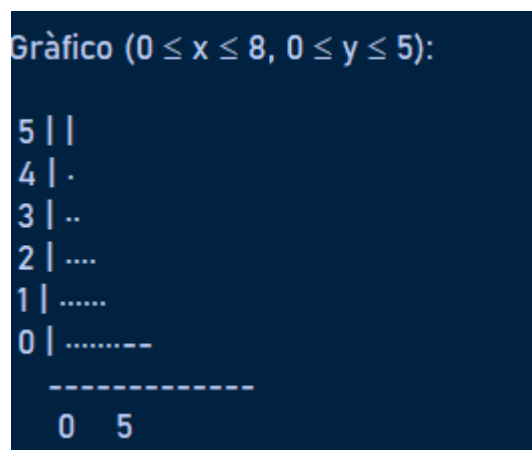 Gràfico (0 ≤ x ≤ 8, 0 ≤ y ≤ 5):
5 | |
4 | .
3 | ..
2 | ....
1 | ......
0 | ........--
-------------
0 5